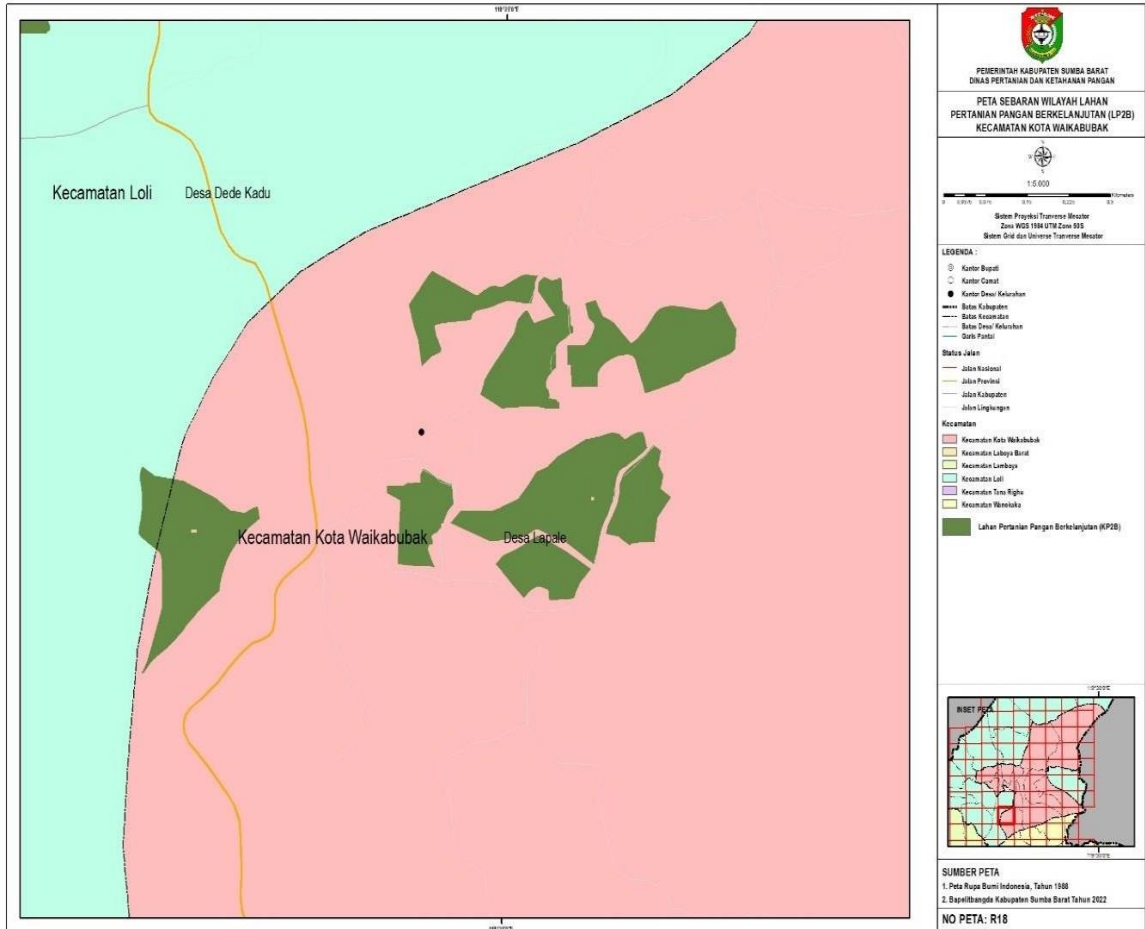 Kecamatan Loli
Desa Dede Kadu
Kecamatan Kota Waikabubak
Desa Lapale
PEMERINTAH KABUPATEN SUMBA BARAT
DINAS PERTANIAN DAN KETAHANAN PANGAN
PETA SEBARAN WILAYAH LAHAN
PERTANIAN PANGAN BERKELANJUTAN (LP2B)
KECAMATAN KOTA WAIKABUBAK
1:5.000
Kilometers
Sistem Proyeksi Tranverse Mecator
Zona WGS 1984 UTM Zone 50S
Sistem Grid dan Universe Tranverse Mecator
LEGENDA :
Kantor Bupati
Kantor Camat
Kantor Desa/ Kelurahan
Batas Kabupaten
Batas Kecamatan
Batas Desa/ Kelurahan
Garis Pantai
Status Jalan
Jalan Nasional
Jalan Provinsi
Jalan Kabupaten
Jalan Lingkungan
Kecamatan
Kecamatan Kota Waikabubak
Kecamatan Laboya Barat
Kecamatan Lamboya
Kecamatan Loli
Kecamatan Tana Righu
Kecamatan Wanokaka
Lahan Pertanian Pangan Berkelanjutan (KP2B)
INSET PETA
SUMBER PETA
1. Peta Rupa Bumi Indonesia, Tahun 1988
2. Bapelitbangda Kabupaten Sumba Barat Tahun 2022
NO PETA: R18